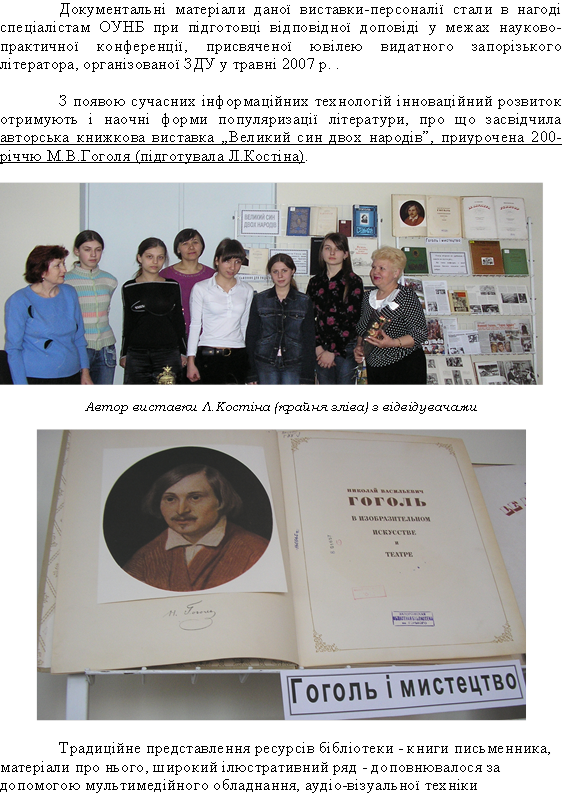 Документальні матеріали даної виставки-персоналії стали в нагоді
спеціалістам ОУНБ при підготовці відповідної доповіді у межах науково-
практичної конференції, присвяченої ювілею видатного запорізького
літератора, організованої ЗДУ у травні 2007 р. .
З появою сучасних інформаційних технологій інноваційний розвиток
отримують і наочні форми популяризації літератури, про що засвідчила
авторська книжкова виставка „Великий син двох народів”, приурочена 200-
річчю М.В.Гоголя (підготувала Л.Костіна).
ВЕЛИКИЙ СИН
ДВОХ НАРОДІВ
Гоголь і мистецтво
Автор виставки Л.Костіна (крайня зліва) з відвідувачами
НИКОЛАЙ ВАСИЛЬЕВИЧ
ГОГОЛЬ
В ИЗОБРАЗИТЕЛЬНОМ
ИСКУССТВЕ
И
ТЕАТРЕ
Гоголь і мистецтво
Традиційне представлення ресурсів бібліотеки - книги письменника,
матеріали про нього, широкий ілюстративний ряд - доповнювалося за
допомогою мультимедійного обладнання, аудіо-візуальної техніки